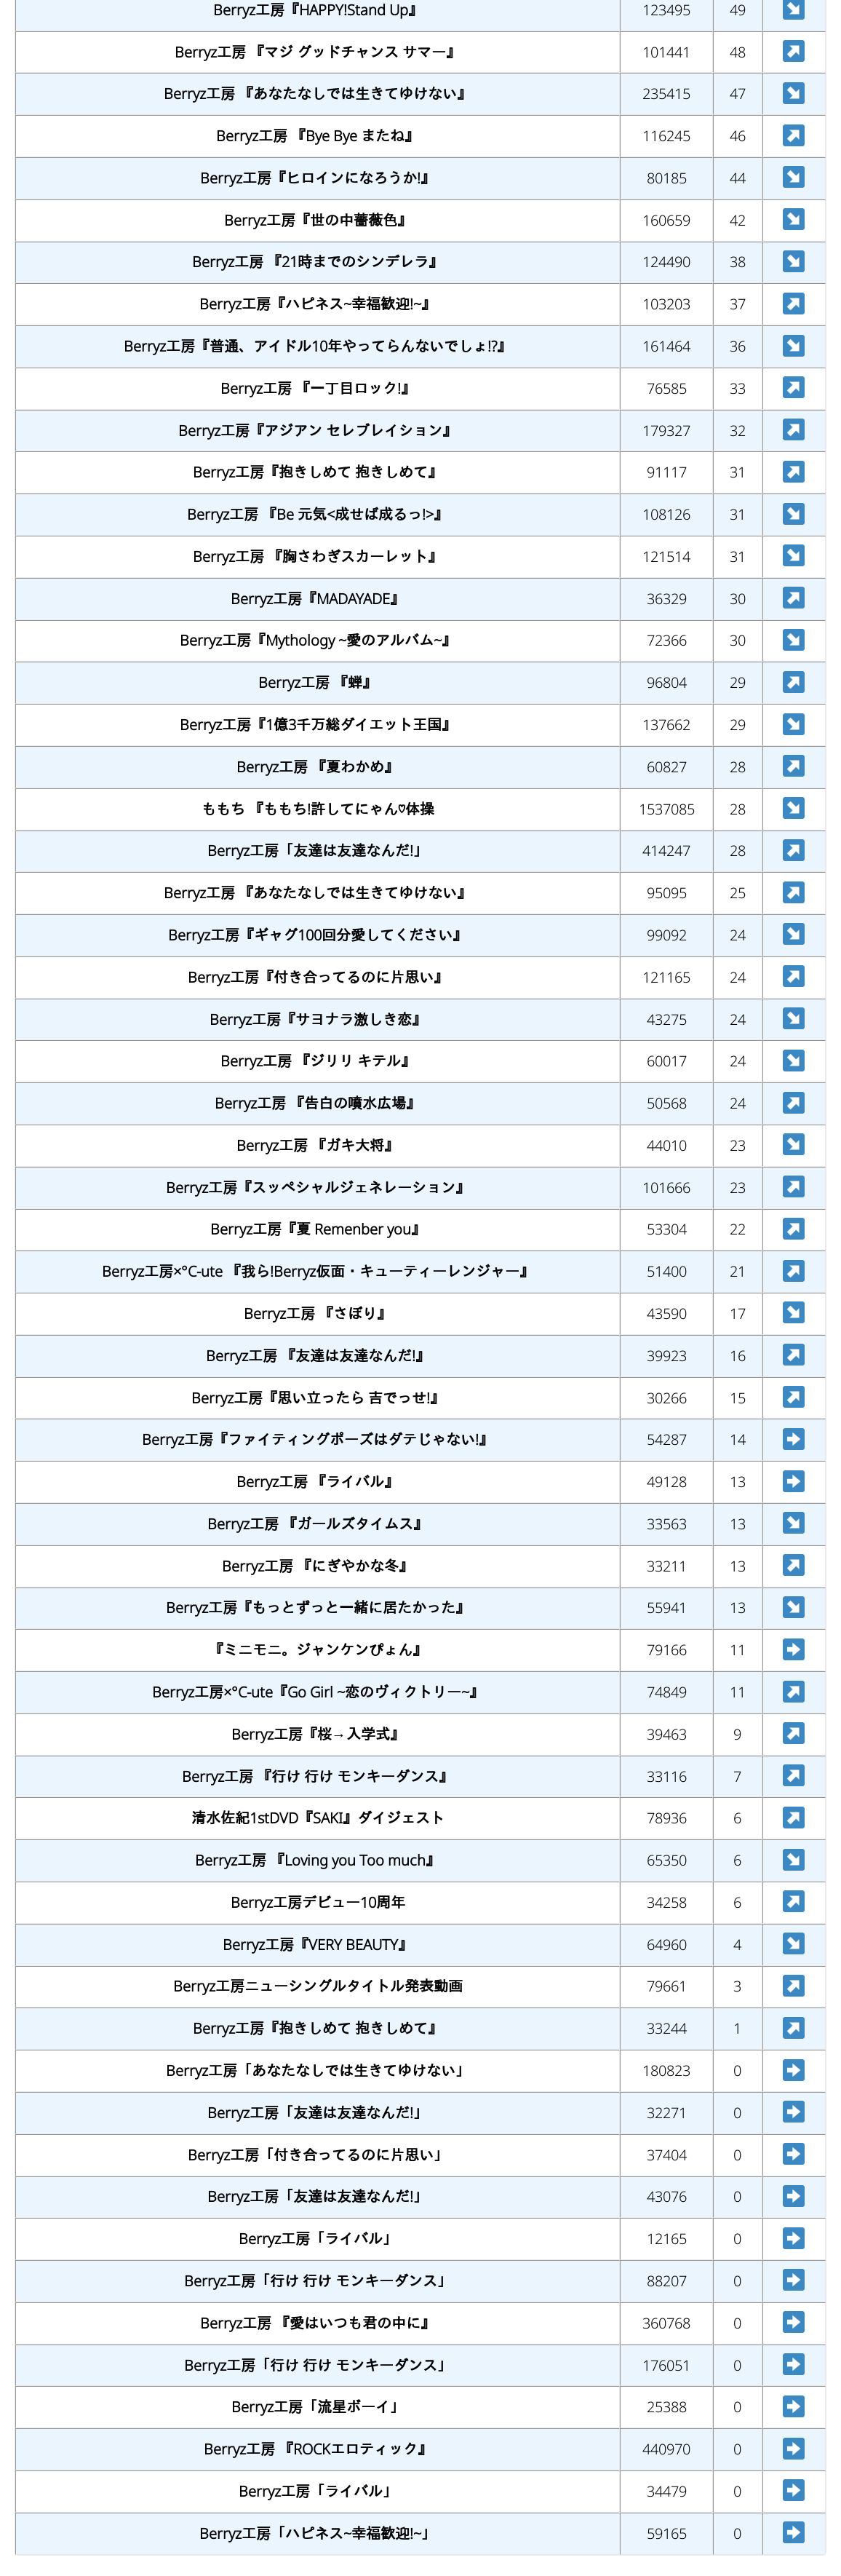 Berryz工房『HAPPY!Stand Up』 123495 49 ↘
Berryz工房 『マジ グッドチャンス サマー』 101441 48 ↗
Berryz工房 『あなたなしでは生きてゆけない』 235415 47 ↘
Berryz工房 『Bye Bye またね』 116245 46 ↗
Berryz工房『ヒロインになろうか!』 80185 44 ↘
Berryz工房『世の中薔薇色』 160659 42 ↘
Berryz工房 『21時までのシンデレラ』 124490 38 ↘
Berryz工房『ハピネス~幸福歓迎!~』 103203 37 ↗
Berryz工房『普通、アイドル10年やってらんないでしょ!?』 161464 36 ↘
Berryz工房 『一丁目ロック!』 76585 33 ↗
Berryz工房『アジアン セレブレイション』 179327 32 ↗
Berryz工房『抱きしめて 抱きしめて』 91117 31 ↗
Berryz工房 『Be 元気<成せば成るっ!>』 108126 31 ↘
Berryz工房 『胸さわぎスカーレット』 121514 31 ↘
Berryz工房『MADAYADE』 36329 30 ↗
Berryz工房『Mythology ~愛のアルバム~』 72366 30 ↘
Berryz工房 『蝉』 96804 29 ↗
Berryz工房『1億3千万総ダイエット王国』 137662 29 ↘
Berryz工房 『夏わかめ』 60827 28 ↗
ももち 『ももち!許してにゃん♡体操 1537085 28 ↘
Berryz工房「友達は友達なんだ!」 414247 28 ↗
Berryz工房 『あなたなしでは生きてゆけない』 95095 25 ↗
Berryz工房『ギャグ100回分愛してください』 99092 24 ↘
Berryz工房『付き合ってるのに片思い』 121165 24 ↗
Berryz工房『サヨナラ激しき恋』 43275 24 ↘
Berryz工房 『ジリリ キテル』 60017 24 ↘
Berryz工房 『告白の噴水広場』 50568 24 ↗
Berryz工房 『ガキ大将』 44010 23 ↘
Berryz工房『スッペシャルジェネレーション』 101666 23 ↗
Berryz工房『夏 Remenber you』 53304 22 ↗
Berryz工房×°C-ute 『我ら!Berryz仮面・キューティーレンジャー』 51400 21 ↗
Berryz工房 『さぼり』 43590 17 ↘
Berryz工房 『友達は友達なんだ!』 39923 16 ↗
Berryz工房『思い立ったら 吉でっせ!』 30266 15 ↗
Berryz工房『ファイティングポーズはダテじゃない!』 54287 14 →
Berryz工房 『ライバル』 49128 13 →
Berryz工房 『ガールズタイムス』 33563 13 ↘
Berryz工房 『にぎやかな冬』 33211 13 ↗
Berryz工房『もっとずっと一緒に居たかった』 55941 13 ↘
『ミニモニ。ジャンケンぴょん』 79166 11 →
Berryz工房×°C-ute『Go Girl ~恋のヴィクトリー~』 74849 11 ↗
Berryz工房『桜→入学式』 39463 9 ↗
Berryz工房 『行け 行け モンキーダンス』 33116 7 ↗
清水佐紀1stDVD『SAKI』ダイジェスト 78936 6 ↗
Berryz工房 『Loving you Too much』 65350 6 ↘
Berryz工房デビュー10周年 34258 6 ↗
Berryz工房『VERY BEAUTY』 64960 4 ↘
Berryz工房ニューシングルタイトル発表動画 79661 3 ↗
Berryz工房『抱きしめて 抱きしめて』 33244 1 ↗
Berryz工房「あなたなしでは生きてゆけない」 180823 0 →
Berryz工房「友達は友達なんだ!」 32271 0 →
Berryz工房「付き合ってるのに片思い」 37404 0 →
Berryz工房「友達は友達なんだ!」 43076 0 →
Berryz工房「ライバル」 12165 0 →
Berryz工房「行け 行け モンキーダンス」 88207 0 →
Berryz工房 『愛はいつも君の中に』 360768 0 →
Berryz工房「行け 行け モンキーダンス」 176051 0 →
Berryz工房「流星ボーイ」 25388 0 →
Berryz工房 『ROCKエロティック』 440970 0 →
Berryz工房「ライバル」 34479 0 →
Berryz工房「ハピネス~幸福歓迎!~」 59165 0 →